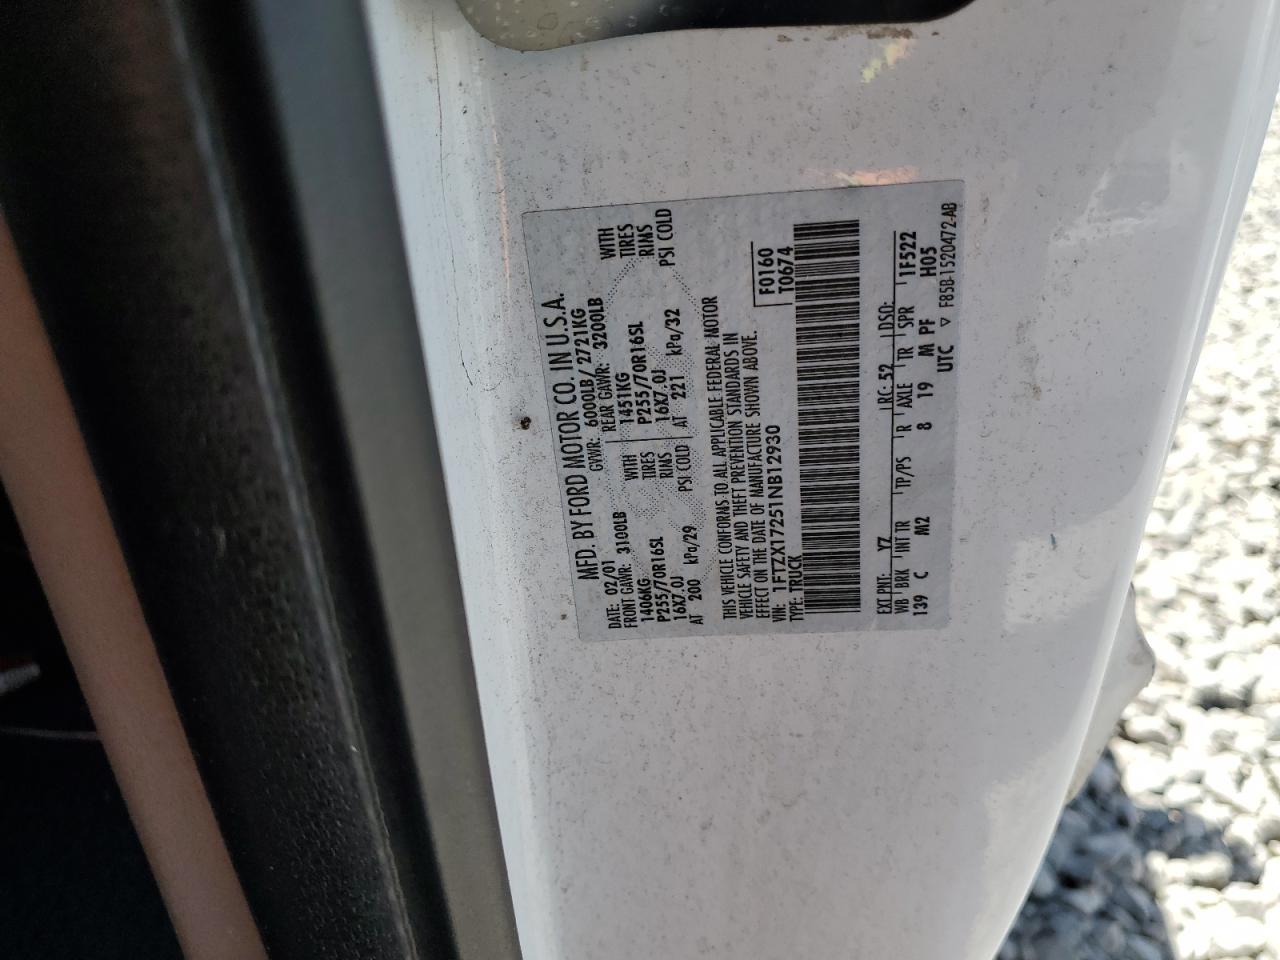 MFD. BY FORD MOTOR CO. IN U.S.A.
DATE: 02/01 GVWR: 6000LB / 2721KG
FRONT GAWR: 3100LB REAR GAWR: 3200LB
1406KG WITH 1451KG WITH
P255/70R16SL TIRES P255/70R16SL TIRES
16X7.0J RIMS 16X7.0J RIMS
AT 200 kPa/29 PSI COLD AT 221 kPa/32 PSI COLD
THIS VEHICLE CONFORMS TO ALL APPLICABLE FEDERAL MOTOR
VEHICLE SAFETY AND THEFT PREVENTION STANDARDS IN
EFFECT ON THE DATE OF MANUFACTURE SHOWN ABOVE.
VIN: 1FTZX17251NB12930 F0160
TYPE: TRUCK T0674
EXT PNT: YZ RC: 52 DSO:
WB BRK INT TR TP/PS R AXLE TR SPR 1F522
139 C M2 8 19 M PF H05
UTC ▽ F85B-1520472-AB